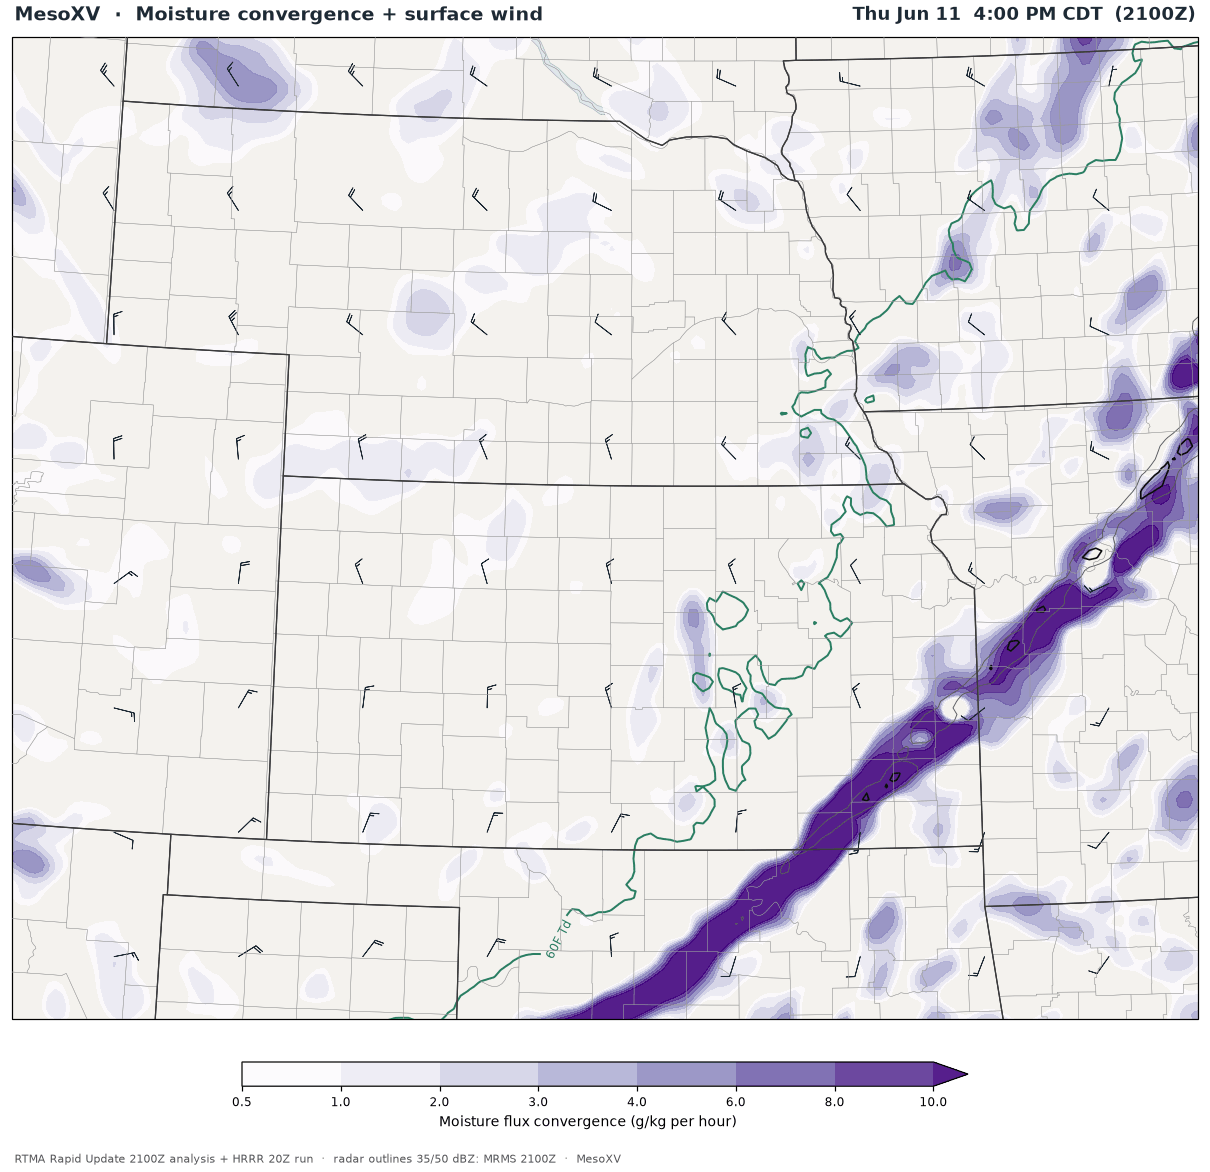 MesoXV · Moisture convergence + surface wind
Thu Jun 11 4:00 PM CDT (2100Z)
60F Td
0.5 1.0 2.0 3.0 4.0 6.0 8.0 10.0
Moisture flux convergence (g/kg per hour)
RTMA Rapid Update 2100Z analysis + HRRR 20Z run · radar outlines 35/50 dBZ: MRMS 2100Z · MesoXV